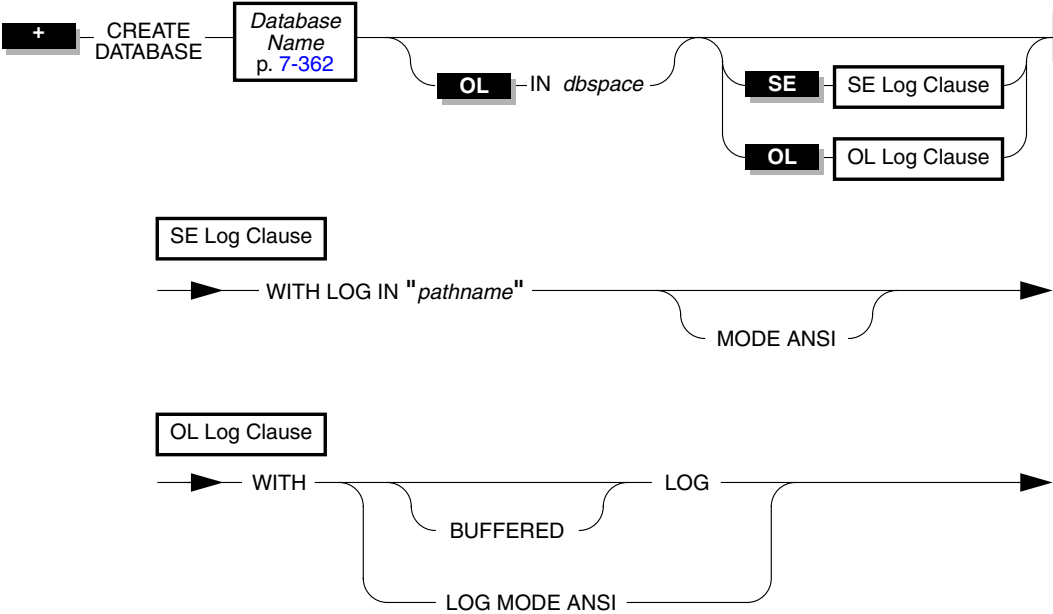 +
CREATE
DATABASE
Database
Name
p. 7-362
OL
IN dbspace
SE
SE Log Clause
OL
OL Log Clause
SE Log Clause
WITH LOG IN "pathname"
MODE ANSI
OL Log Clause
WITH
LOG
BUFFERED
LOG MODE ANSI